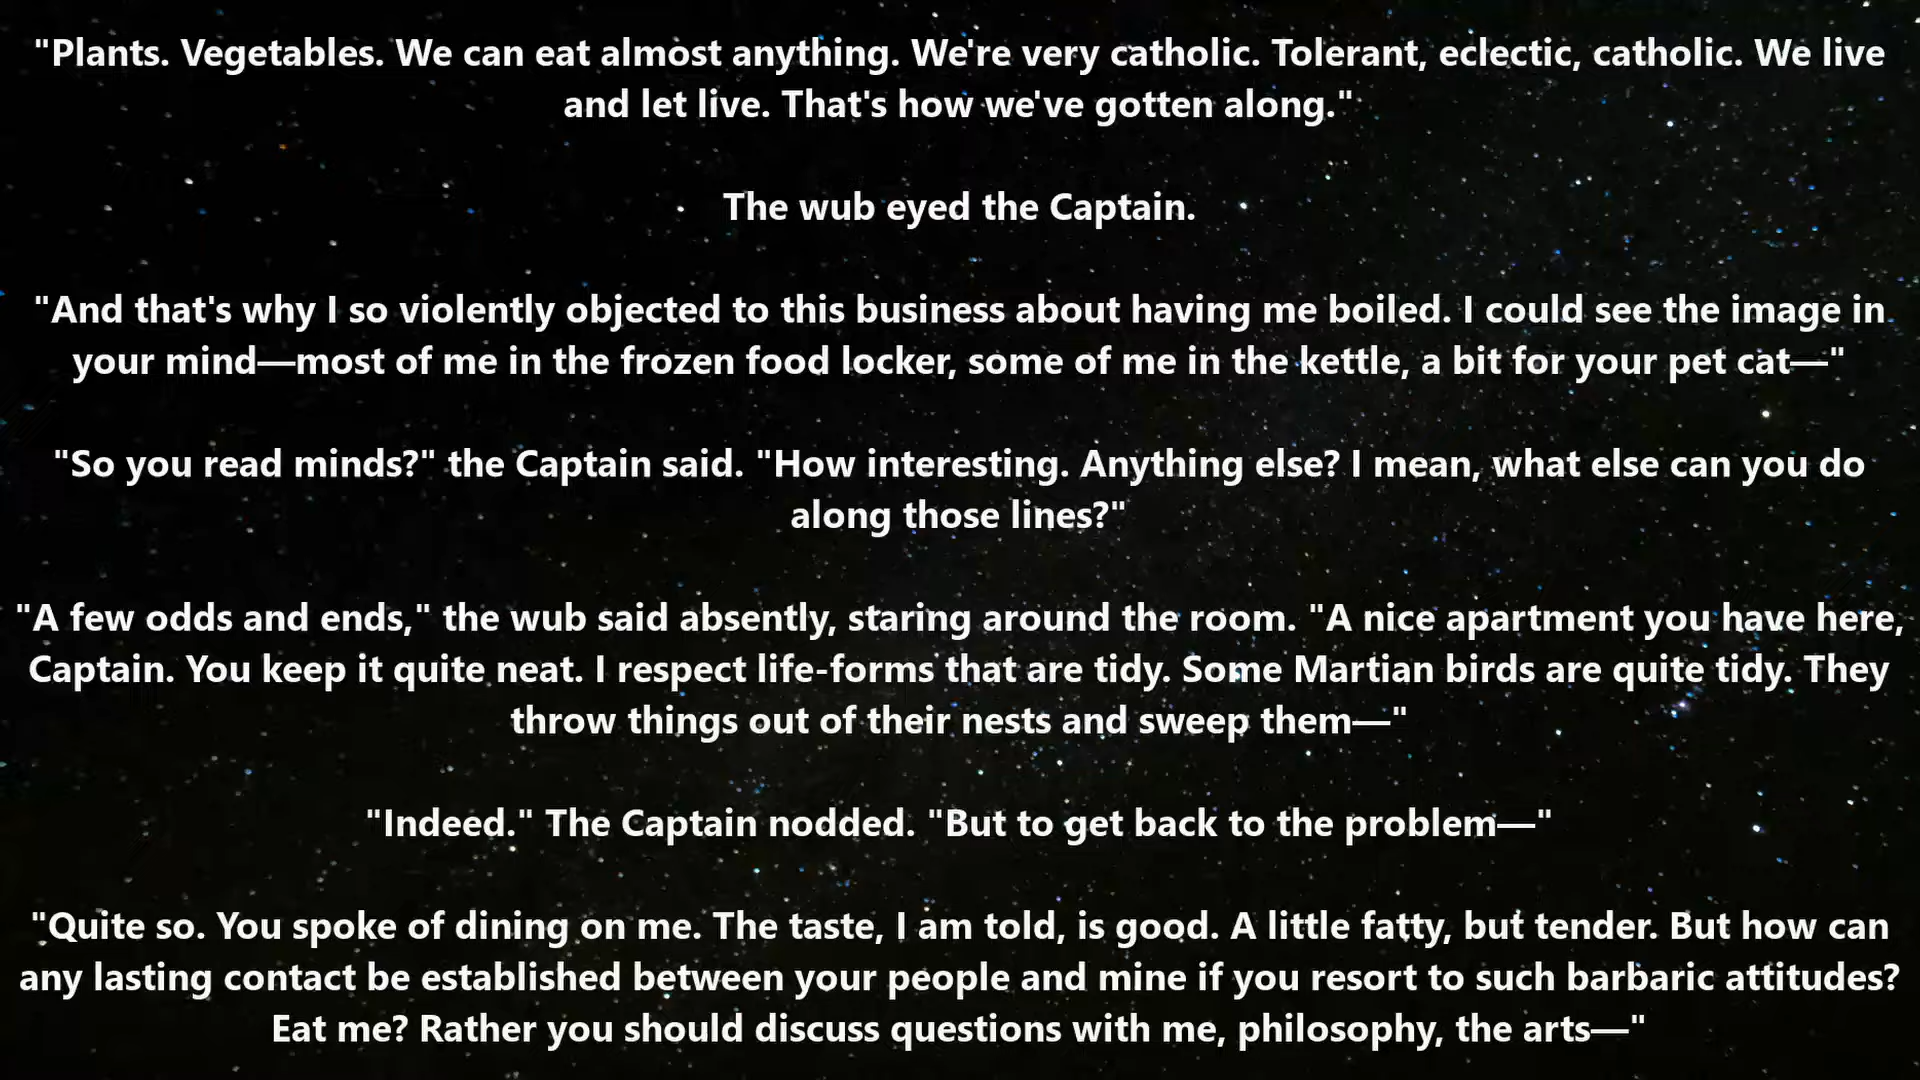 "Plants. Vegetables. We can eat almost anything. We're very catholic. Tolerant, eclectic, catholic. We live
and let live. That's how we've gotten along."
The wub eyed the Captain.
"And that's why I so violently objected to this business about having me boiled. I could see the image in
your mind—most of me in the frozen food locker, some of me in the kettle, a bit for your pet cat—"
"So you read minds?" the Captain said. "How interesting. Anything else? I mean, what else can you do
along those lines?"
"A few odds and ends," the wub said absently, staring around the room. "A nice apartment you have here,
Captain. You keep it quite neat. I respect life-forms that are tidy. Some Martian birds are quite tidy. They
throw things out of their nests and sweep them—"
"Indeed." The Captain nodded. "But to get back to the problem—"
"Quite so. You spoke of dining on me. The taste, I am told, is good. A little fatty, but tender. But how can
any lasting contact be established between your people and mine if you resort to such barbaric attitudes?
Eat me? Rather you should discuss questions with me, philosophy, the arts—"